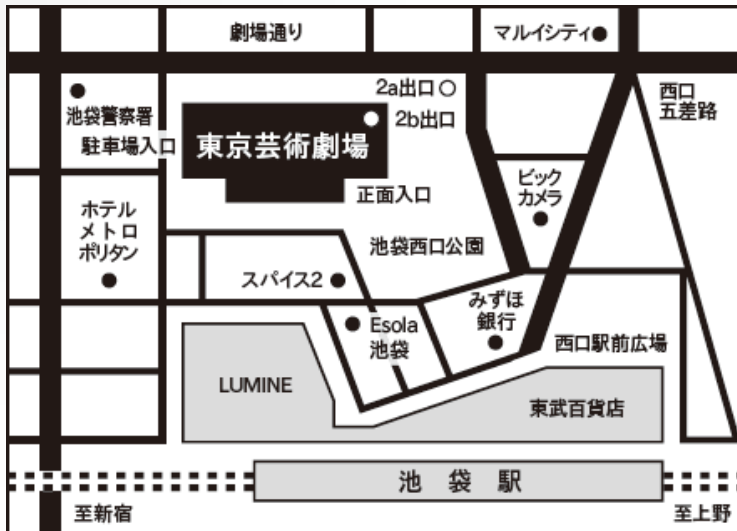 劇場通り
マルイシティ
2a出口
西口
五差路
池袋警察署
2b出口
駐車場入口
東京芸術劇場
ビック
カメラ
正面入口
ホテル
メトロ
ポリタン
池袋西口公園
スパイス2
みずほ
銀行
Esola
池袋
西口駅前広場
LUMINE
東武百貨店
池袋駅
至新宿
至上野